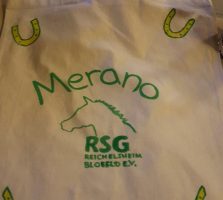 Merano
RSG
REICHELSHEIM
BLOFELD E.V.